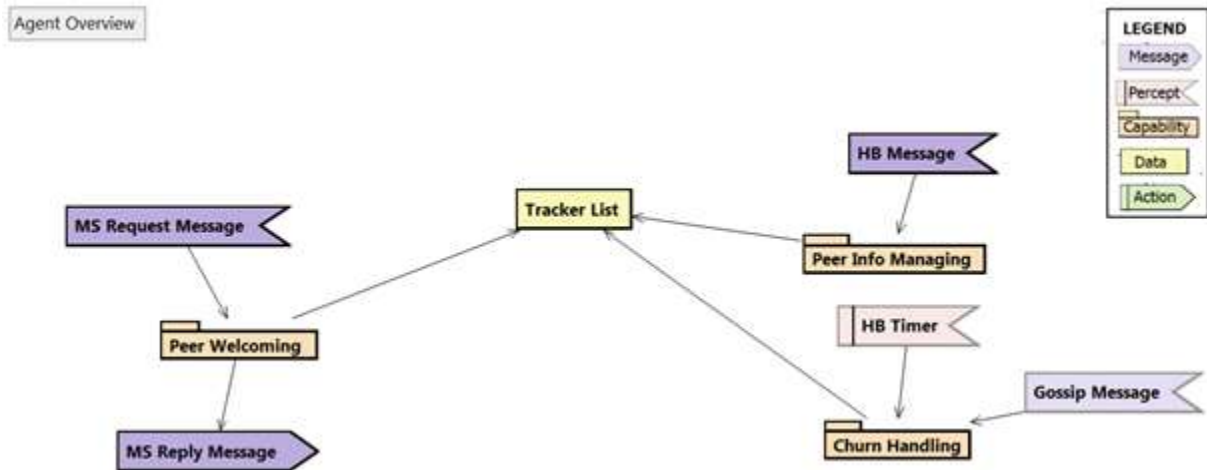 Agent Overview
LEGEND
Message
Percept
Capability
Data
Action
HB Message
Tracker List
MS Request Message
Peer Info Managing
HB Timer
Peer Welcoming
Gossip Message
MS Reply Message
Churn Handling